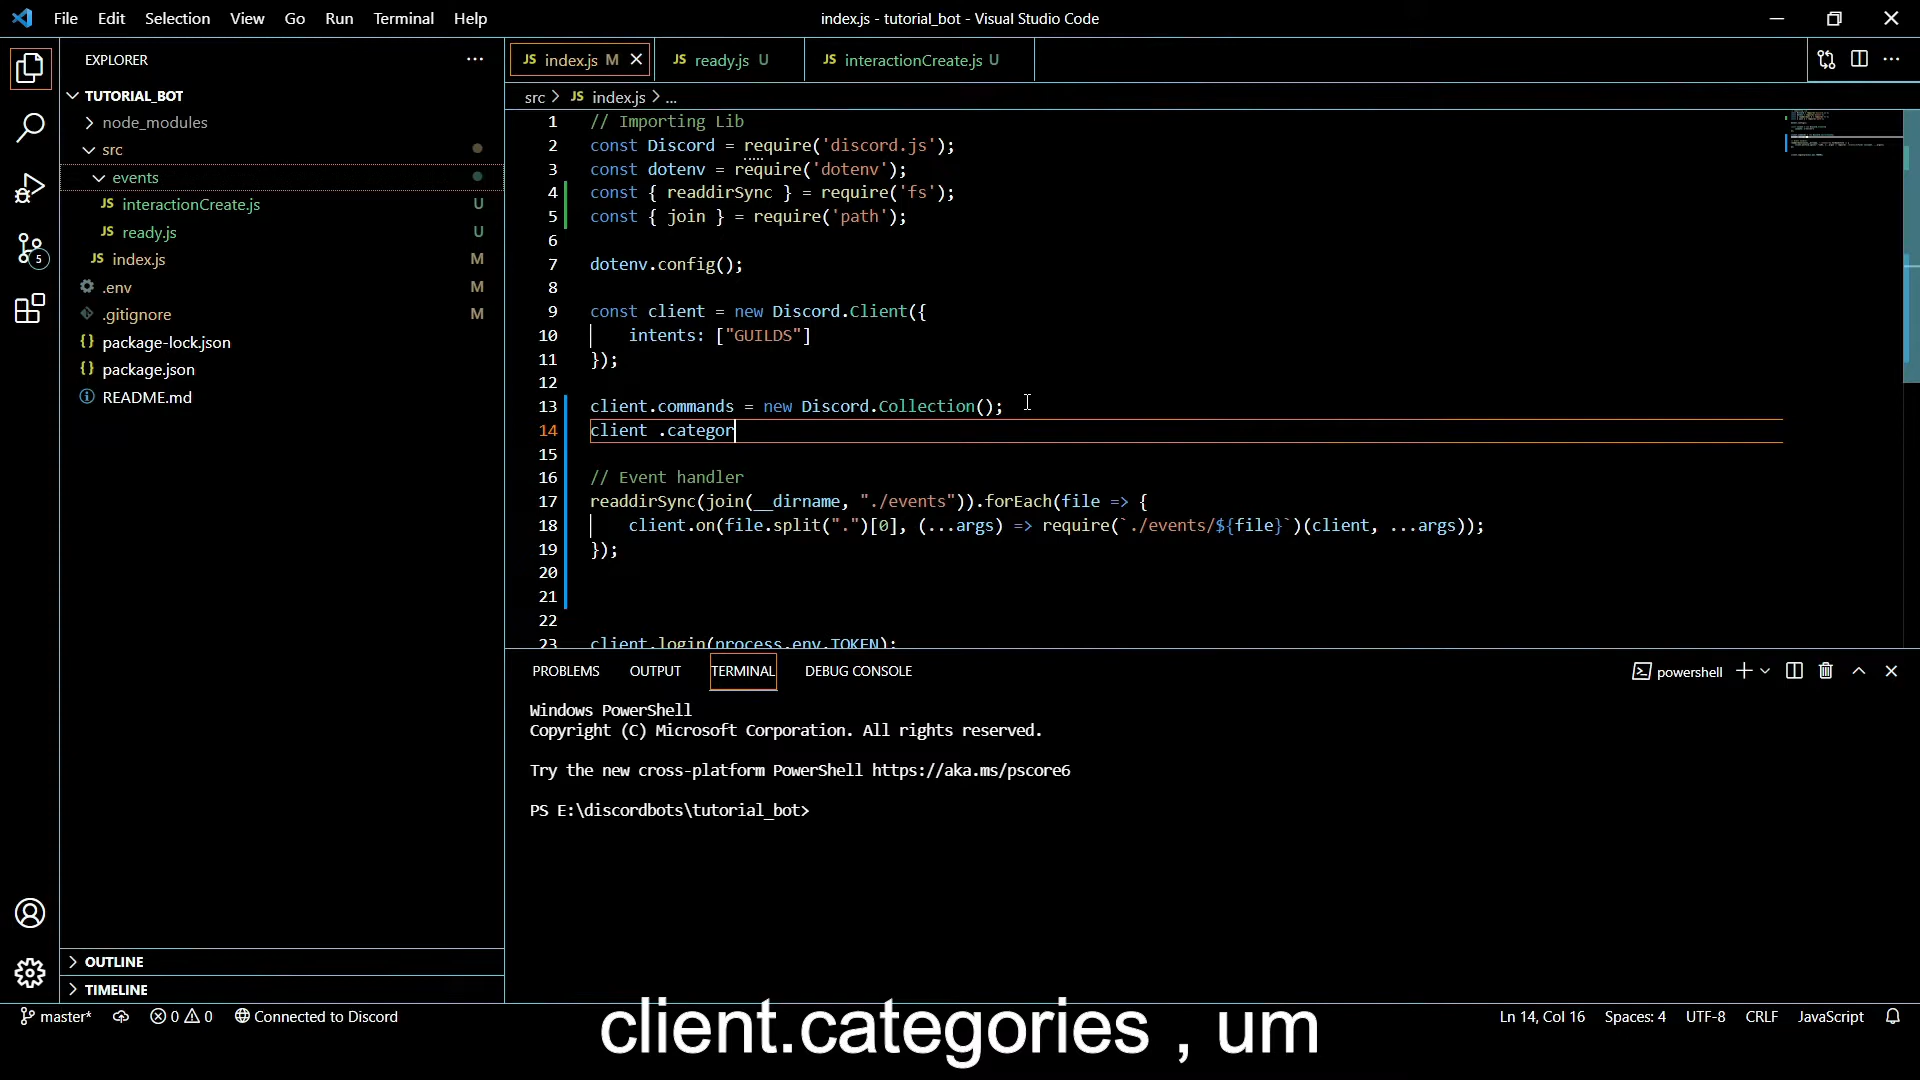 File Edit Selection View Go Run Terminal Help
index.js - tutorial_bot - Visual Studio Code
EXPLORER
TUTORIAL_BOT
node_modules
src
events
JS interactionCreate.js U
JS ready.js U
JS index.js M
.env M
.gitignore M
{} package-lock.json
{} package.json
README.md
OUTLINE
TIMELINE
JS index.js M
JS ready.js U
JS interactionCreate.js U
src > JS index.js > ...
1 // Importing Lib
2 const Discord = require('discord.js');
3 const dotenv = require('dotenv');
4 const { readdirSync } = require('fs');
5 const { join } = require('path');
6
7 dotenv.config();
8
9 const client = new Discord.Client({
10 intents: ["GUILDS"]
11 });
12
13 client.commands = new Discord.Collection();
14 client .categor
15
16 // Event handler
17 readdirSync(join(__dirname, "./events")).forEach(file => {
18 client.on(file.split(".")[0], (...args) => require(`./events/${file}`)(client, ...args));
19 });
20
21
22
23 client.login(process.env.TOKEN);
PROBLEMS OUTPUT TERMINAL DEBUG CONSOLE
powershell
Windows PowerShell
Copyright (C) Microsoft Corporation. All rights reserved.
Try the new cross-platform PowerShell https://aka.ms/pscore6
PS E:\discordbots\tutorial_bot>
5
master* 0 0 Connected to Discord
Ln 14, Col 16 Spaces: 4 UTF-8 CRLF JavaScript
client.categories , um